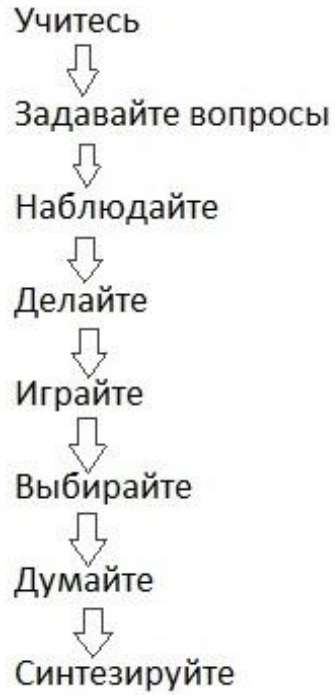 Учитесь
Задавайте вопросы
Наблюдайте
Делайте
Играйте
Выбирайте
Думайте
Синтезируйте